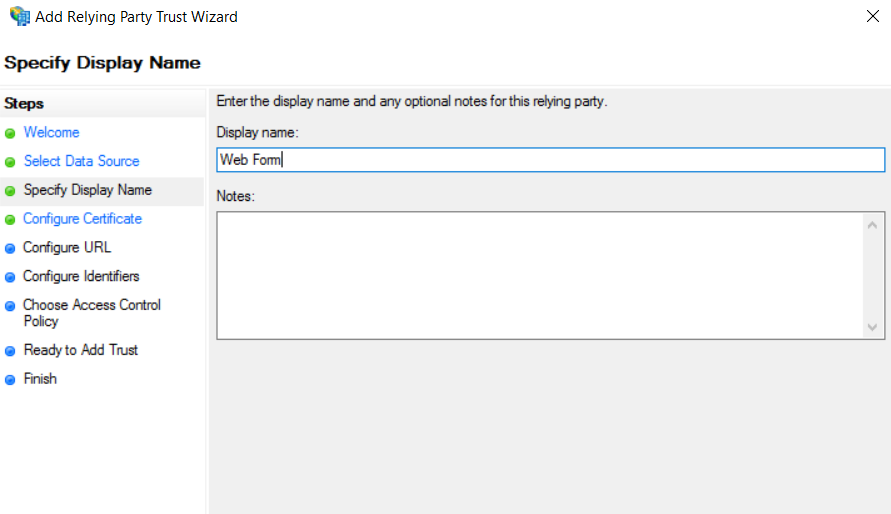 Add Relying Party Trust Wizard
Specify Display Name
Steps
Welcome
Select Data Source
Specify Display Name
Configure Certificate
Configure URL
Configure Identifiers
Choose Access Control
Policy
Ready to Add Trust
Finish
Enter the display name and any optional notes for this relying party.
Display name:
Web Form
Notes: